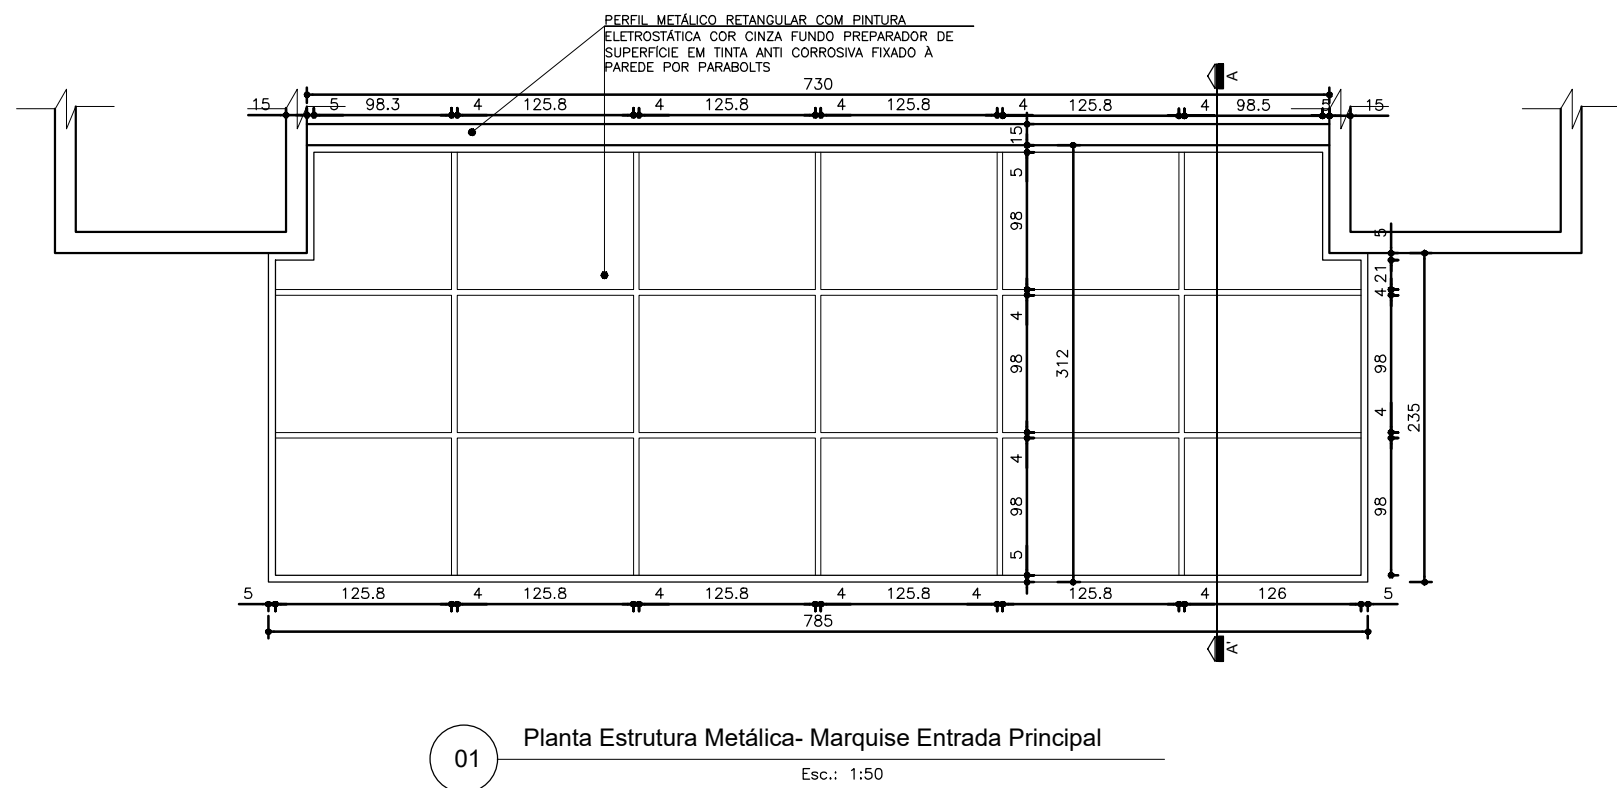 PERFIL METÁLICO RETANGULAR COM PINTURA
ELETROSTÁTICA COR CINZA FUNDO PREPARADOR DE
SUPERFÍCIE EM TINTA ANTI CORROSIVA FIXADO À
PAREDE POR PARABOLTS
A
730
15 5 98.3 4 125.8 4 125.8 4 125.8 4 125.8 4 98.5 15
15
5
98
4
98
4
98
5
312
5
21
4
98
4
98
235
5 125.8 4 125.8 4 125.8 4 125.8 4 125.8 4 126 5
785
A'
01
Planta Estrutura Metálica- Marquise Entrada Principal
Esc.: 1:50